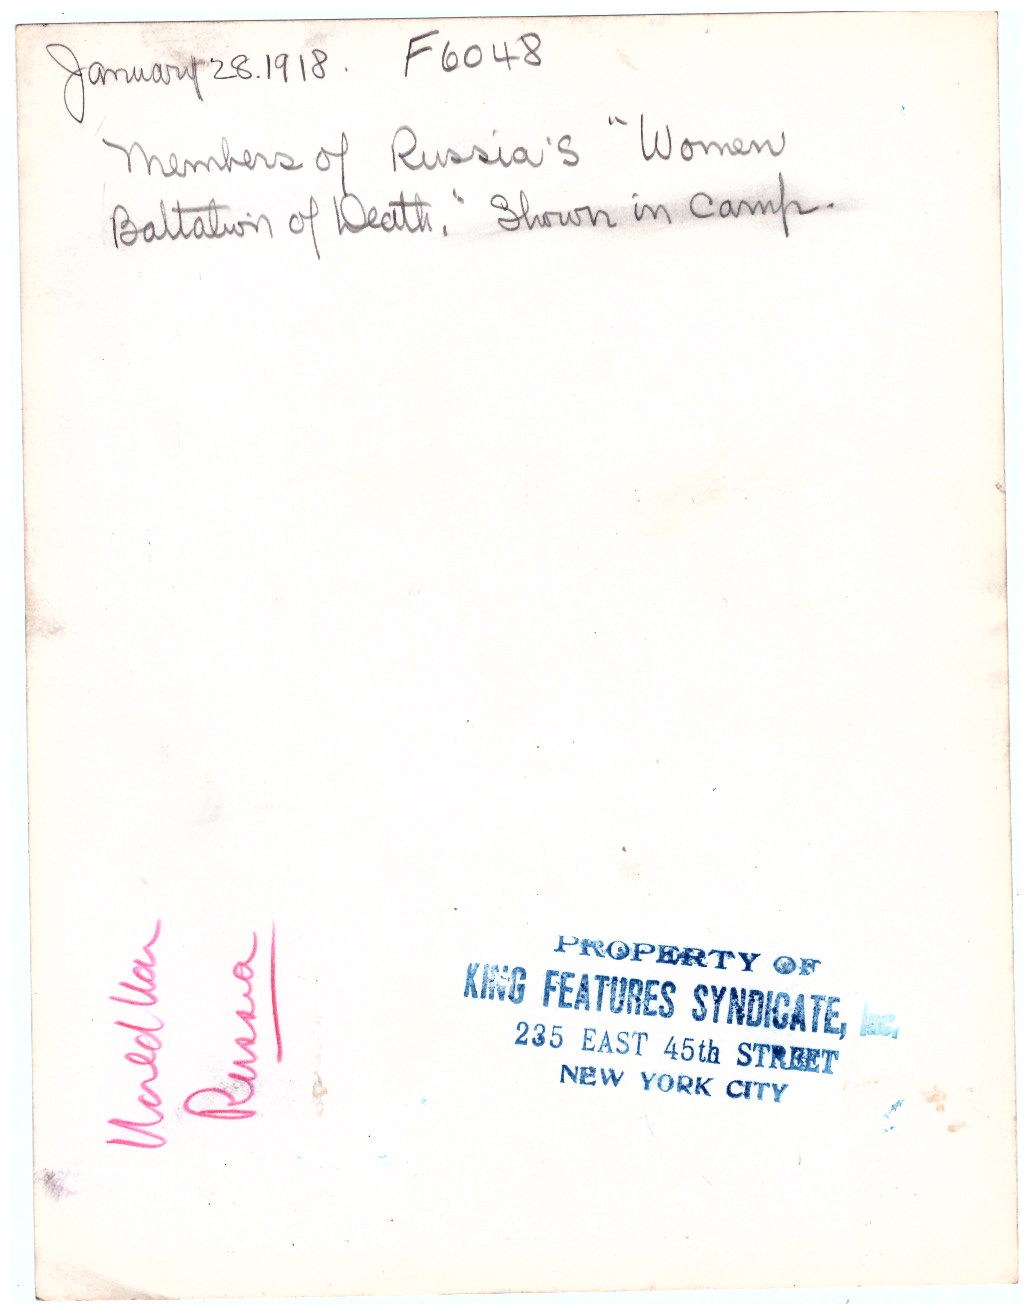 January 28.1918. F6048
Members of Russia's "Women
Battalion of Death." Shown in Camp.
World War
Russia
PROPERTY OF
KING FEATURES SYNDICATE, Inc.
235 EAST 45th STREET
NEW YORK CITY